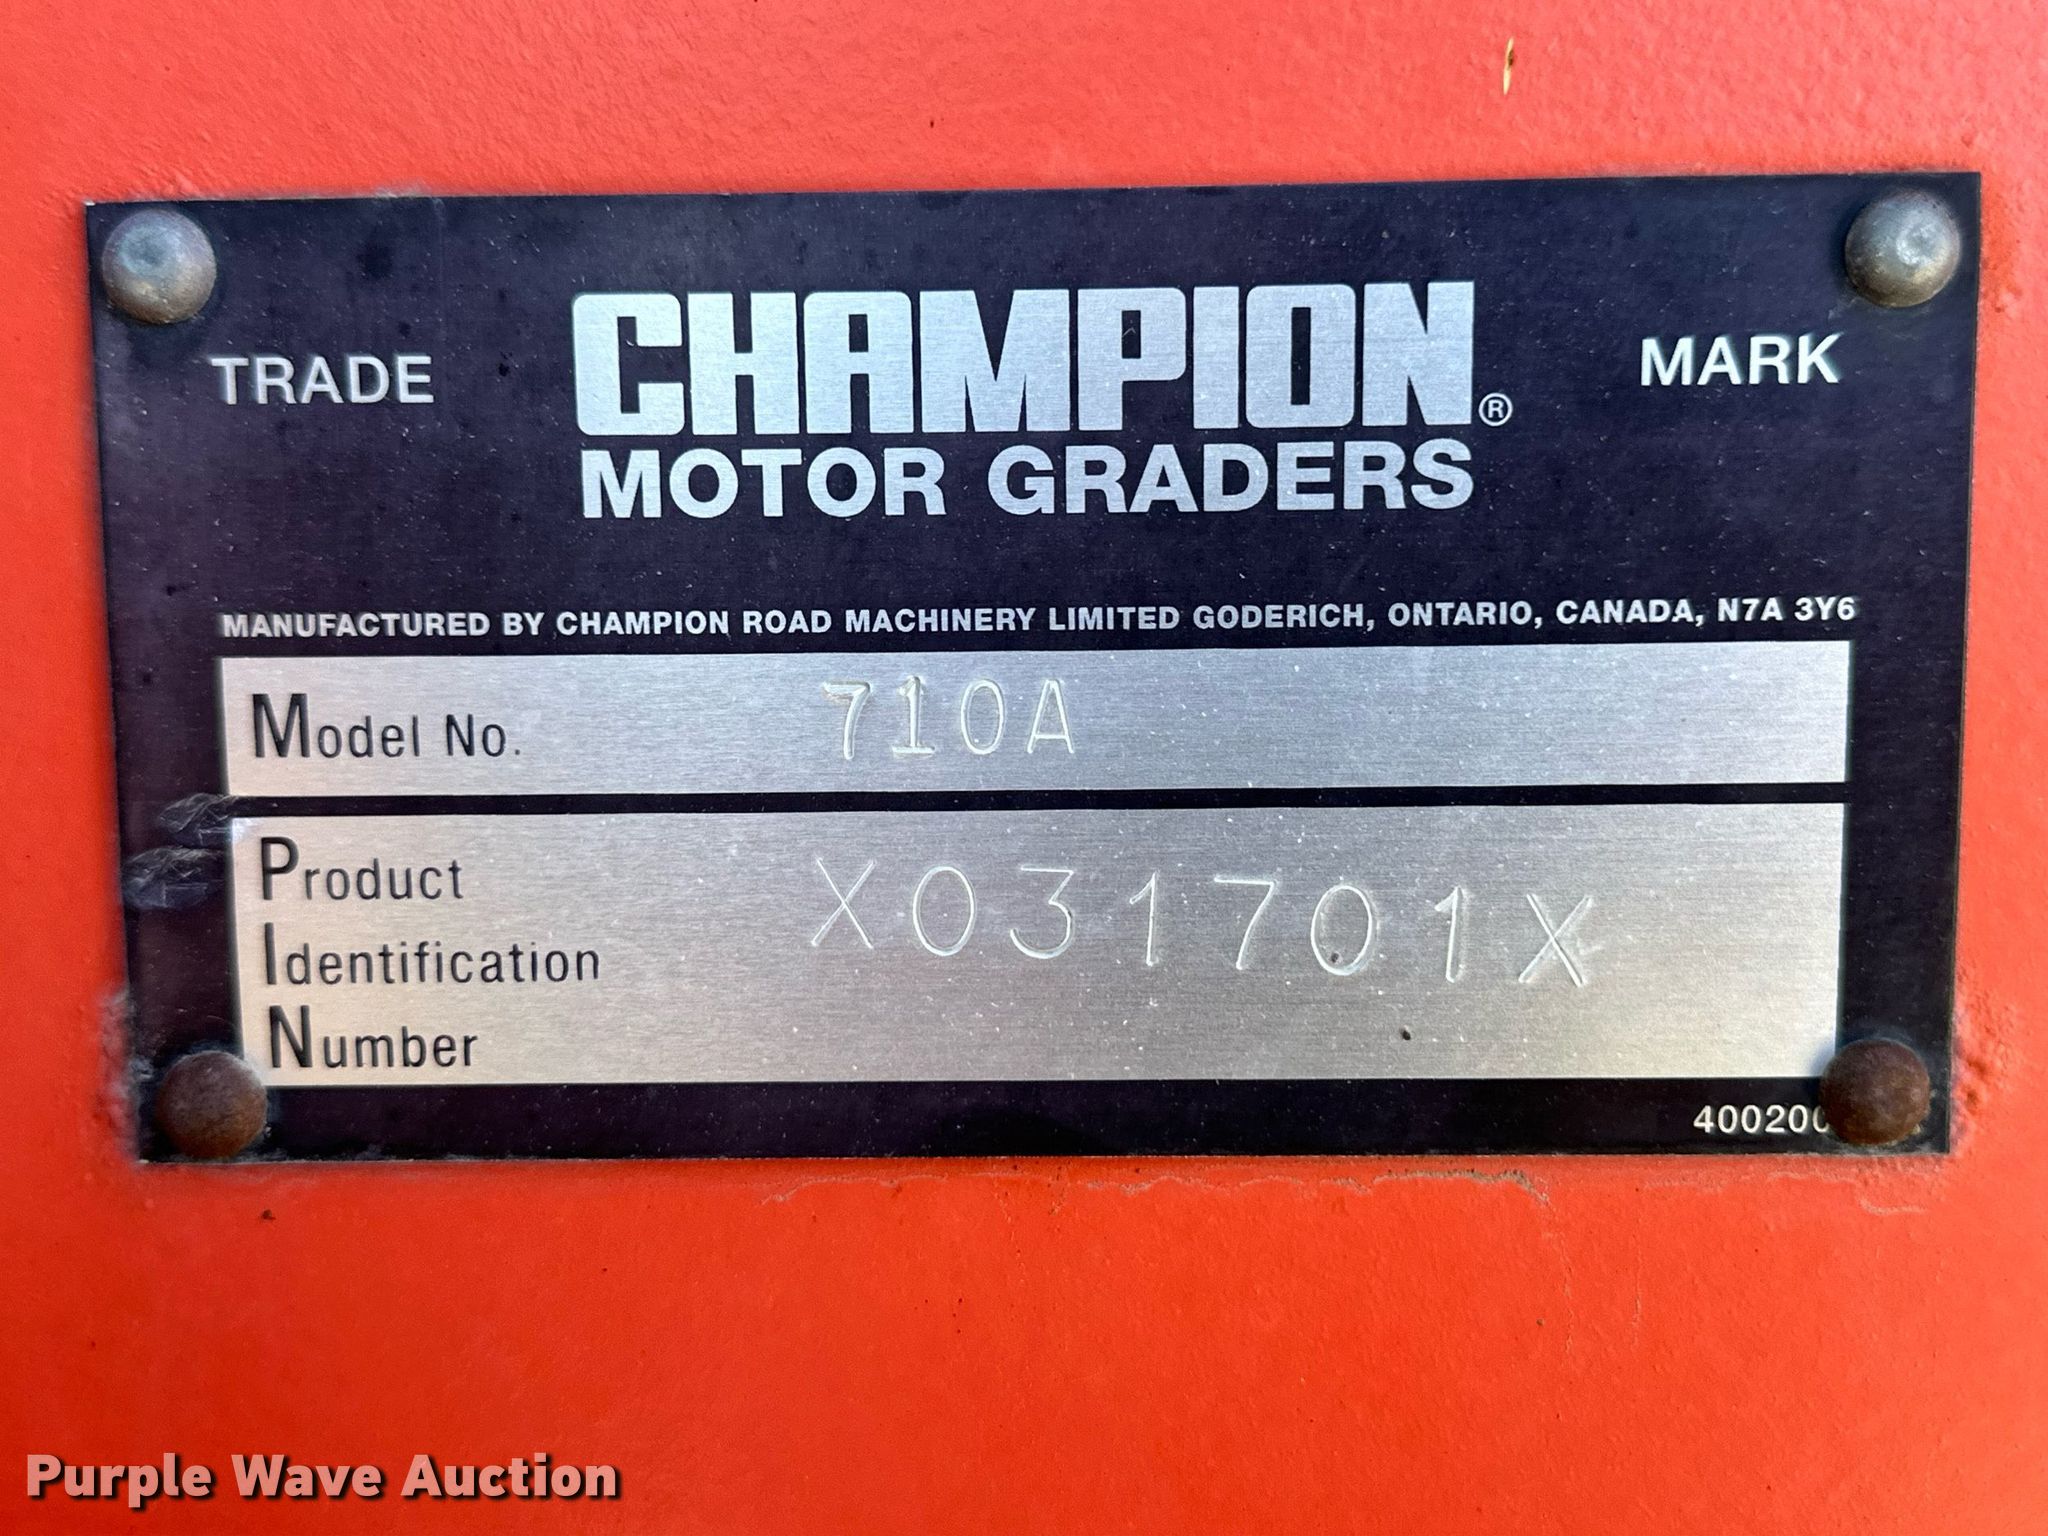 TRADE CHAMPION® MARK
MOTOR GRADERS
MANUFACTURED BY CHAMPION ROAD MACHINERY LIMITED GODERICH, ONTARIO, CANADA, N7A 3Y6
Model No. 710A
Product
Identification X031701X
Number
Purple Wave Auction